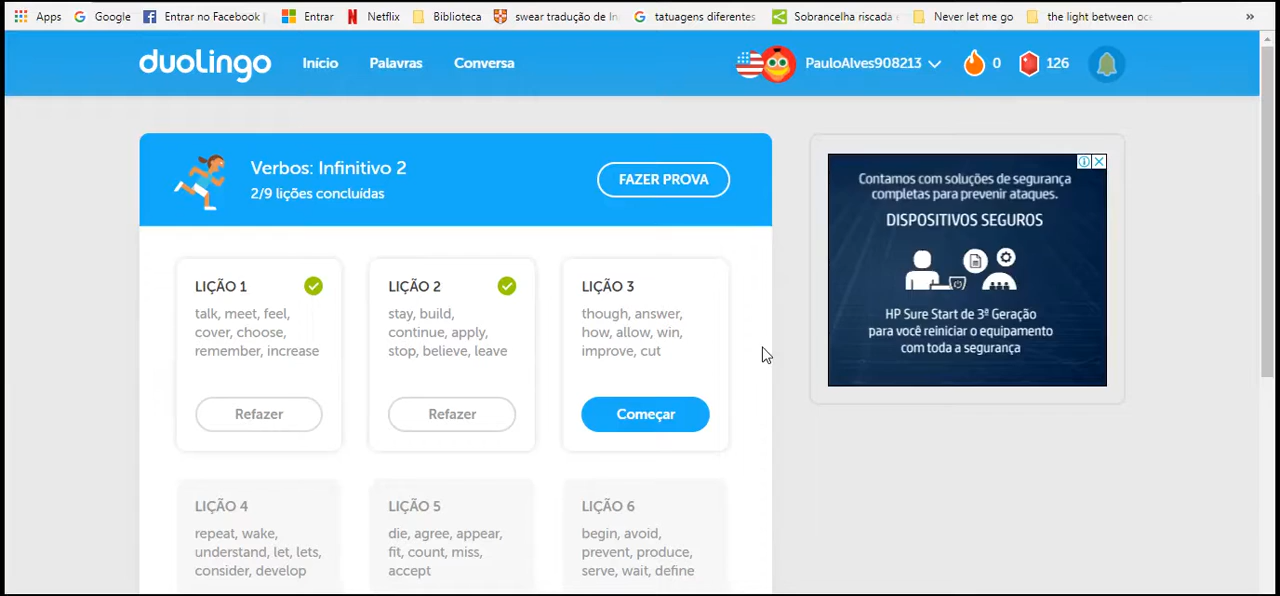 Apps Google Entrar no Facebook Entrar Netflix Biblioteca swear tradução de In tatuagens diferentes Sobrancelha riscada Never let me go the light between oce »
duolingo Início Palavras Conversa PauloAlves908213 0 126
Verbos: Infinitivo 2
2/9 lições concluídas
FAZER PROVA
LIÇÃO 1
talk, meet, feel,
cover, choose,
remember, increase
Refazer
LIÇÃO 2
stay, build,
continue, apply,
stop, believe, leave
Refazer
LIÇÃO 3
though, answer,
how, allow, win,
improve, cut
Começar
LIÇÃO 4
repeat, wake,
understand, let, lets,
consider, develop
LIÇÃO 5
die, agree, appear,
fit, count, miss,
accept
LIÇÃO 6
begin, avoid,
prevent, produce,
serve, wait, define
Contamos com soluções de segurança
completas para prevenir ataques.
DISPOSITIVOS SEGUROS
HP Sure Start de 3ª Geração
para você reiniciar o equipamento
com toda a segurança